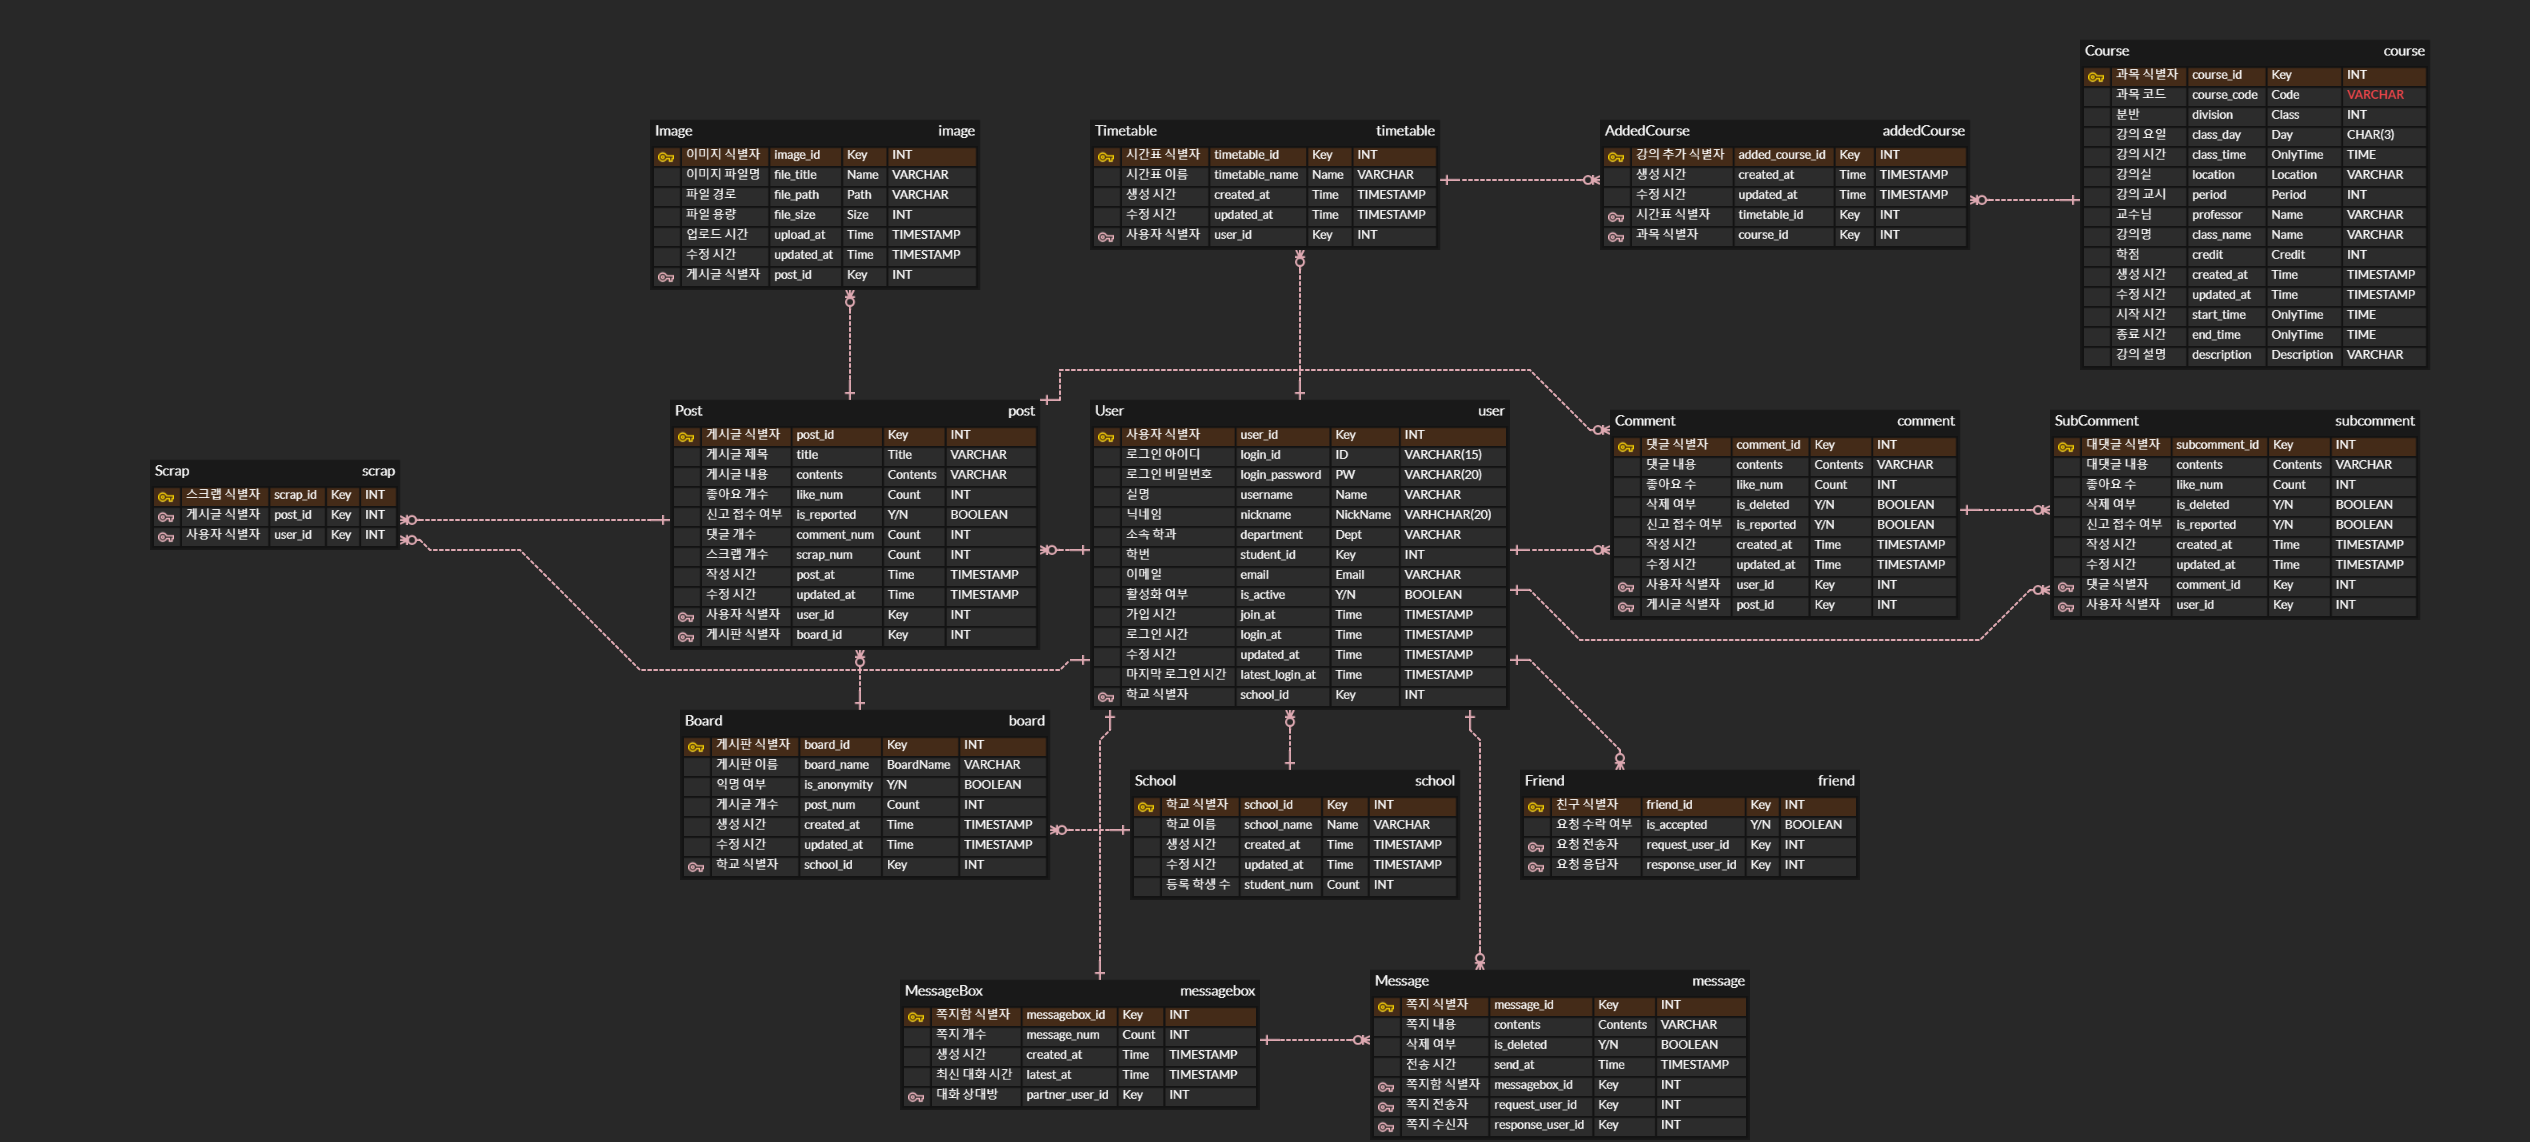 Course course
과목 식별자 course_id Key INT
과목 코드 course_code Code VARCHAR
분반 division Class INT
강의 요일 class_day Day CHAR(3)
강의 시간 class_time OnlyTime TIME
강의실 location Location VARCHAR
강의 교시 period Period INT
교수님 professor Name VARCHAR
강의명 class_name Name VARCHAR
학점 credit Credit INT
생성 시간 created_at Time TIMESTAMP
수정 시간 updated_at Time TIMESTAMP
시작 시간 start_time OnlyTime TIME
종료 시간 end_time OnlyTime TIME
강의 설명 description Description VARCHAR
Image image
이미지 식별자 image_id Key INT
이미지 파일명 file_title Name VARCHAR
파일 경로 file_path Path VARCHAR
파일 용량 file_size Size INT
업로드 시간 upload_at Time TIMESTAMP
수정 시간 updated_at Time TIMESTAMP
게시글 식별자 post_id Key INT
Timetable timetable
시간표 식별자 timetable_id Key INT
시간표 이름 timetable_name Name VARCHAR
생성 시간 created_at Time TIMESTAMP
수정 시간 updated_at Time TIMESTAMP
사용자 식별자 user_id Key INT
AddedCourse addedCourse
강의 추가 식별자 added_course_id Key INT
생성 시간 created_at Time TIMESTAMP
수정 시간 updated_at Time TIMESTAMP
시간표 식별자 timetable_id Key INT
과목 식별자 course_id Key INT
Scrap scrap
스크랩 식별자 scrap_id Key INT
게시글 식별자 post_id Key INT
사용자 식별자 user_id Key INT
Post post
게시글 식별자 post_id Key INT
게시글 제목 title Title VARCHAR
게시글 내용 contents Contents VARCHAR
좋아요 개수 like_num Count INT
신고 접수 여부 is_reported Y/N BOOLEAN
댓글 개수 comment_num Count INT
스크랩 개수 scrap_num Count INT
작성 시간 post_at Time TIMESTAMP
수정 시간 updated_at Time TIMESTAMP
사용자 식별자 user_id Key INT
게시판 식별자 board_id Key INT
User user
사용자 식별자 user_id Key INT
로그인 아이디 login_id ID VARCHAR(15)
로그인 비밀번호 login_password PW VARCHAR(20)
실명 username Name VARCHAR
닉네임 nickname NickName VARHCHAR(20)
소속 학과 department Dept VARCHAR
학번 student_id Key INT
이메일 email Email VARCHAR
활성화 여부 is_active Y/N BOOLEAN
가입 시간 join_at Time TIMESTAMP
로그인 시간 login_at Time TIMESTAMP
수정 시간 updated_at Time TIMESTAMP
마지막 로그인 시간 latest_login_at Time TIMESTAMP
학교 식별자 school_id Key INT
Comment comment
댓글 식별자 comment_id Key INT
댓글 내용 contents Contents VARCHAR
좋아요 수 like_num Count INT
삭제 여부 is_deleted Y/N BOOLEAN
신고 접수 여부 is_reported Y/N BOOLEAN
작성 시간 created_at Time TIMESTAMP
수정 시간 updated_at Time TIMESTAMP
사용자 식별자 user_id Key INT
게시글 식별자 post_id Key INT
SubComment subcomment
대댓글 식별자 subcomment_id Key INT
대댓글 내용 contents Contents VARCHAR
좋아요 수 like_num Count INT
삭제 여부 is_deleted Y/N BOOLEAN
신고 접수 여부 is_reported Y/N BOOLEAN
작성 시간 created_at Time TIMESTAMP
수정 시간 updated_at Time TIMESTAMP
댓글 식별자 comment_id Key INT
사용자 식별자 user_id Key INT
Board board
게시판 식별자 board_id Key INT
게시판 이름 board_name BoardName VARCHAR
익명 여부 is_anonymity Y/N BOOLEAN
게시글 개수 post_num Count INT
생성 시간 created_at Time TIMESTAMP
수정 시간 updated_at Time TIMESTAMP
학교 식별자 school_id Key INT
School school
학교 식별자 school_id Key INT
학교 이름 school_name Name VARCHAR
생성 시간 created_at Time TIMESTAMP
수정 시간 updated_at Time TIMESTAMP
등록 학생 수 student_num Count INT
Friend friend
친구 식별자 friend_id Key INT
요청 수락 여부 is_accepted Y/N BOOLEAN
요청 전송자 request_user_id Key INT
요청 응답자 response_user_id Key INT
MessageBox messagebox
쪽지함 식별자 messagebox_id Key INT
쪽지 개수 message_num Count INT
생성 시간 created_at Time TIMESTAMP
최신 대화 시간 latest_at Time TIMESTAMP
대화 상대방 partner_user_id Key INT
Message message
쪽지 식별자 message_id Key INT
쪽지 내용 contents Contents VARCHAR
삭제 여부 is_deleted Y/N BOOLEAN
전송 시간 send_at Time TIMESTAMP
쪽지함 식별자 messagebox_id Key INT
쪽지 전송자 request_user_id Key INT
쪽지 수신자 response_user_id Key INT